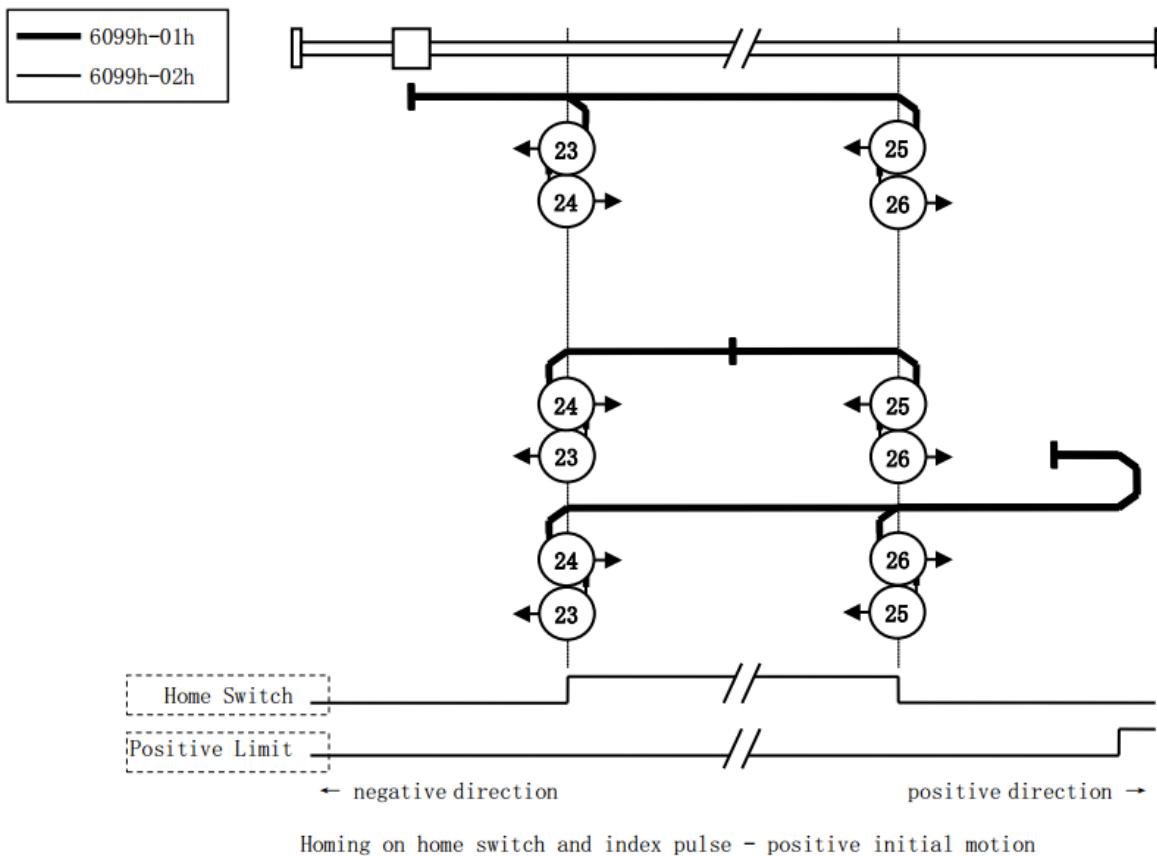 6099h-01h
6099h-02h
23
25
24
26
24
25
23
26
24
26
23
25
Home Switch
Positive Limit
← negative direction
positive direction →
Homing on home switch and index pulse - positive initial motion